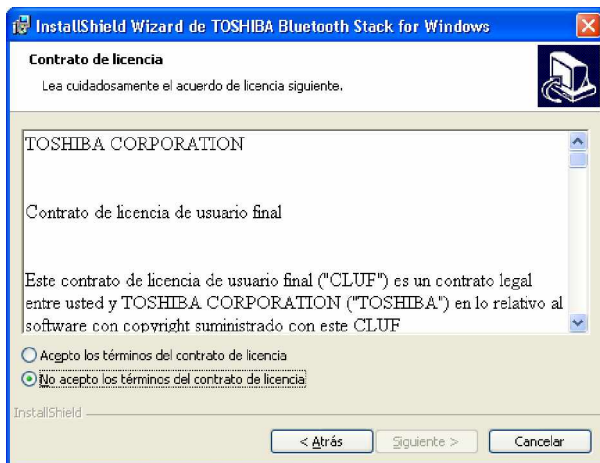 InstallShield Wizard de TOSHIBA Bluetooth Stack for Windows
Contrato de licencia
Lea cuidadosamente el acuerdo de licencia siguiente.
TOSHIBA CORPORATION
Contrato de licencia de usuario final
Este contrato de licencia de usuario final ("CLUF") es un contrato legal
entre usted y TOSHIBA CORPORATION ("TOSHIBA") en lo relativo al
software con copyright suministrado con este CLUF
Acepto los términos del contrato de licencia
No acepto los términos del contrato de licencia
InstallShield
< Atrás Siguiente > Cancelar